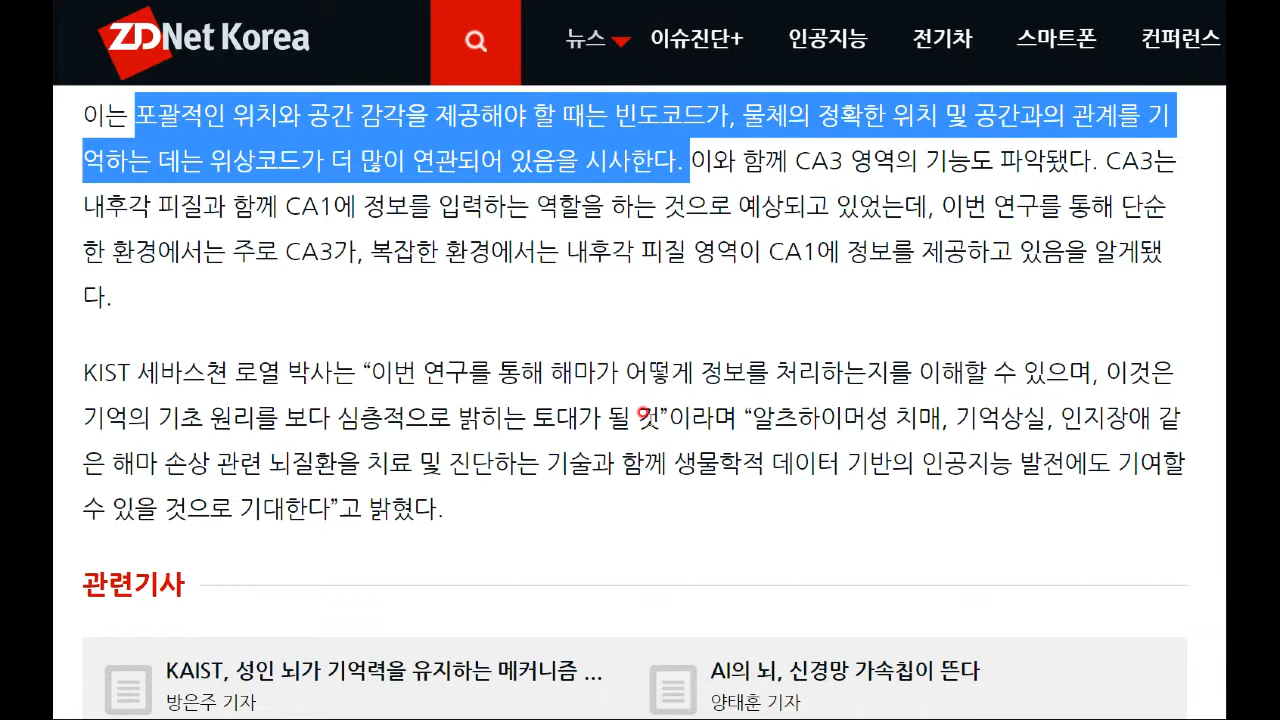 ZDNet Korea
뉴스 이슈진단+ 인공지능 전기차 스마트폰 컨퍼런스
이는 포괄적인 위치와 공간 감각을 제공해야 할 때는 빈도코드가, 물체의 정확한 위치 및 공간과의 관계를 기
억하는 데는 위상코드가 더 많이 연관되어 있음을 시사한다. 이와 함께 CA3 영역의 기능도 파악됐다. CA3는
내후각 피질과 함께 CA1에 정보를 입력하는 역할을 하는 것으로 예상되고 있었는데, 이번 연구를 통해 단순
한 환경에서는 주로 CA3가, 복잡한 환경에서는 내후각 피질 영역이 CA1에 정보를 제공하고 있음을 알게됐
다.
KIST 세바스쳔 로열 박사는 “이번 연구를 통해 해마가 어떻게 정보를 처리하는지를 이해할 수 있으며, 이것은
기억의 기초 원리를 보다 심층적으로 밝히는 토대가 될 것”이라며 “알츠하이머성 치매, 기억상실, 인지장애 같
은 해마 손상 관련 뇌질환을 치료 및 진단하는 기술과 함께 생물학적 데이터 기반의 인공지능 발전에도 기여할
수 있을 것으로 기대한다”고 밝혔다.
관련기사
KAIST, 성인 뇌가 기억력을 유지하는 메커니즘 ...
방은주 기자
AI의 뇌, 신경망 가속칩이 뜬다
양태훈 기자